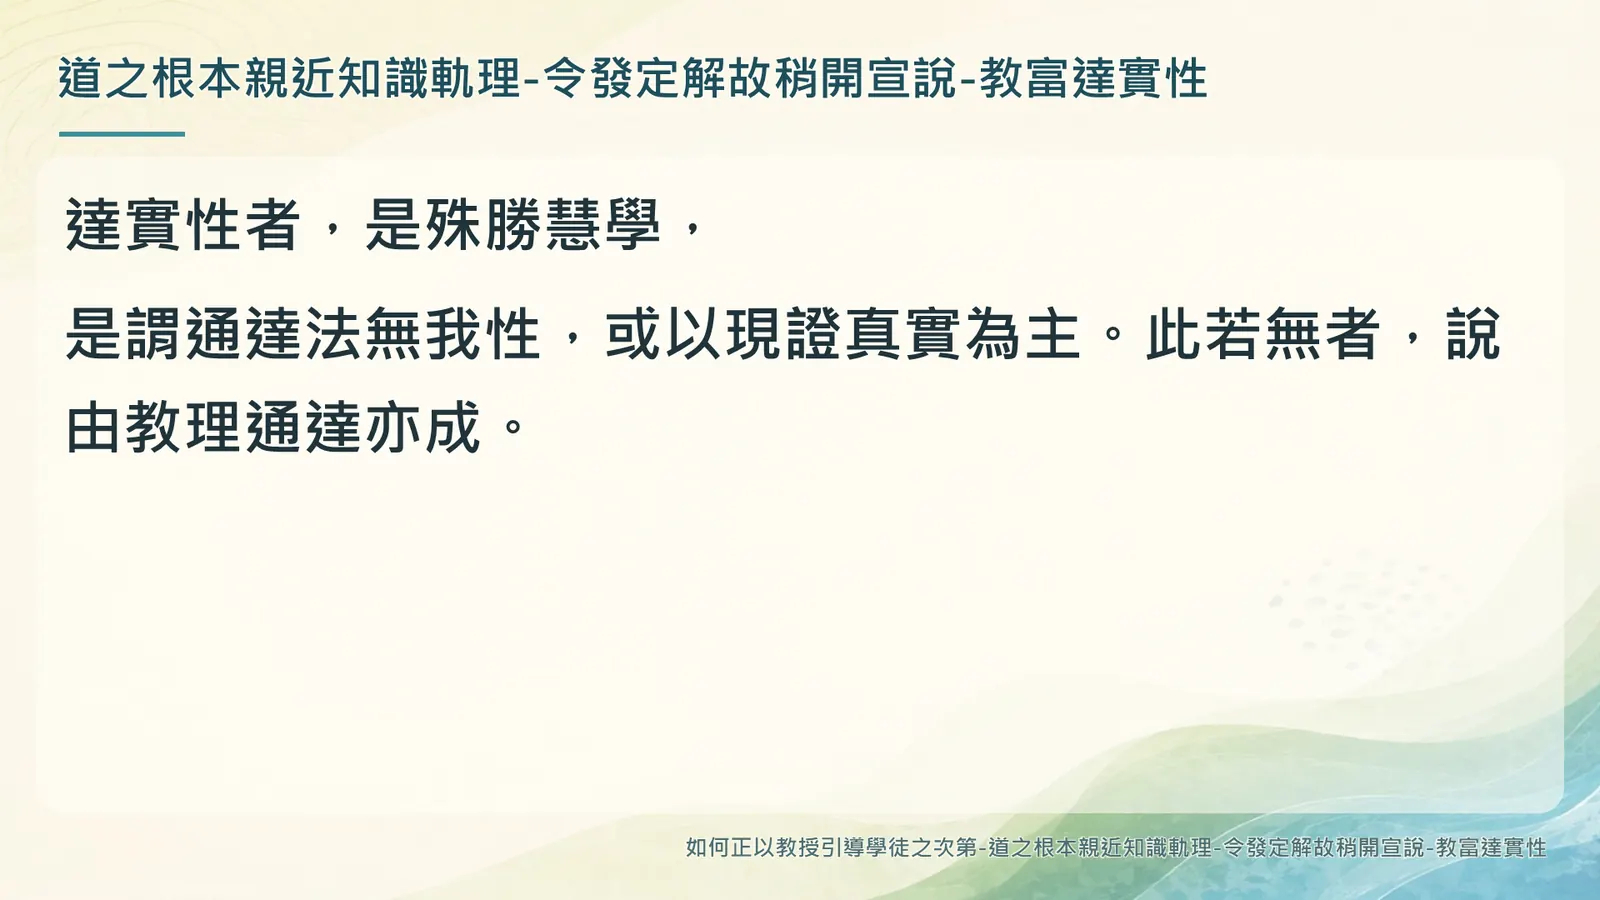 道之根本親近知識軌理-令發定解故稍開宣說-教富達實性
達實性者，是殊勝慧學，
是謂通達法無我性，或以現證真實為主。此若無者，說
由教理通達亦成。
如何正以教授引導學徒之次第-道之根本親近知識軌理-令發定解故稍開宣說-教富達實性